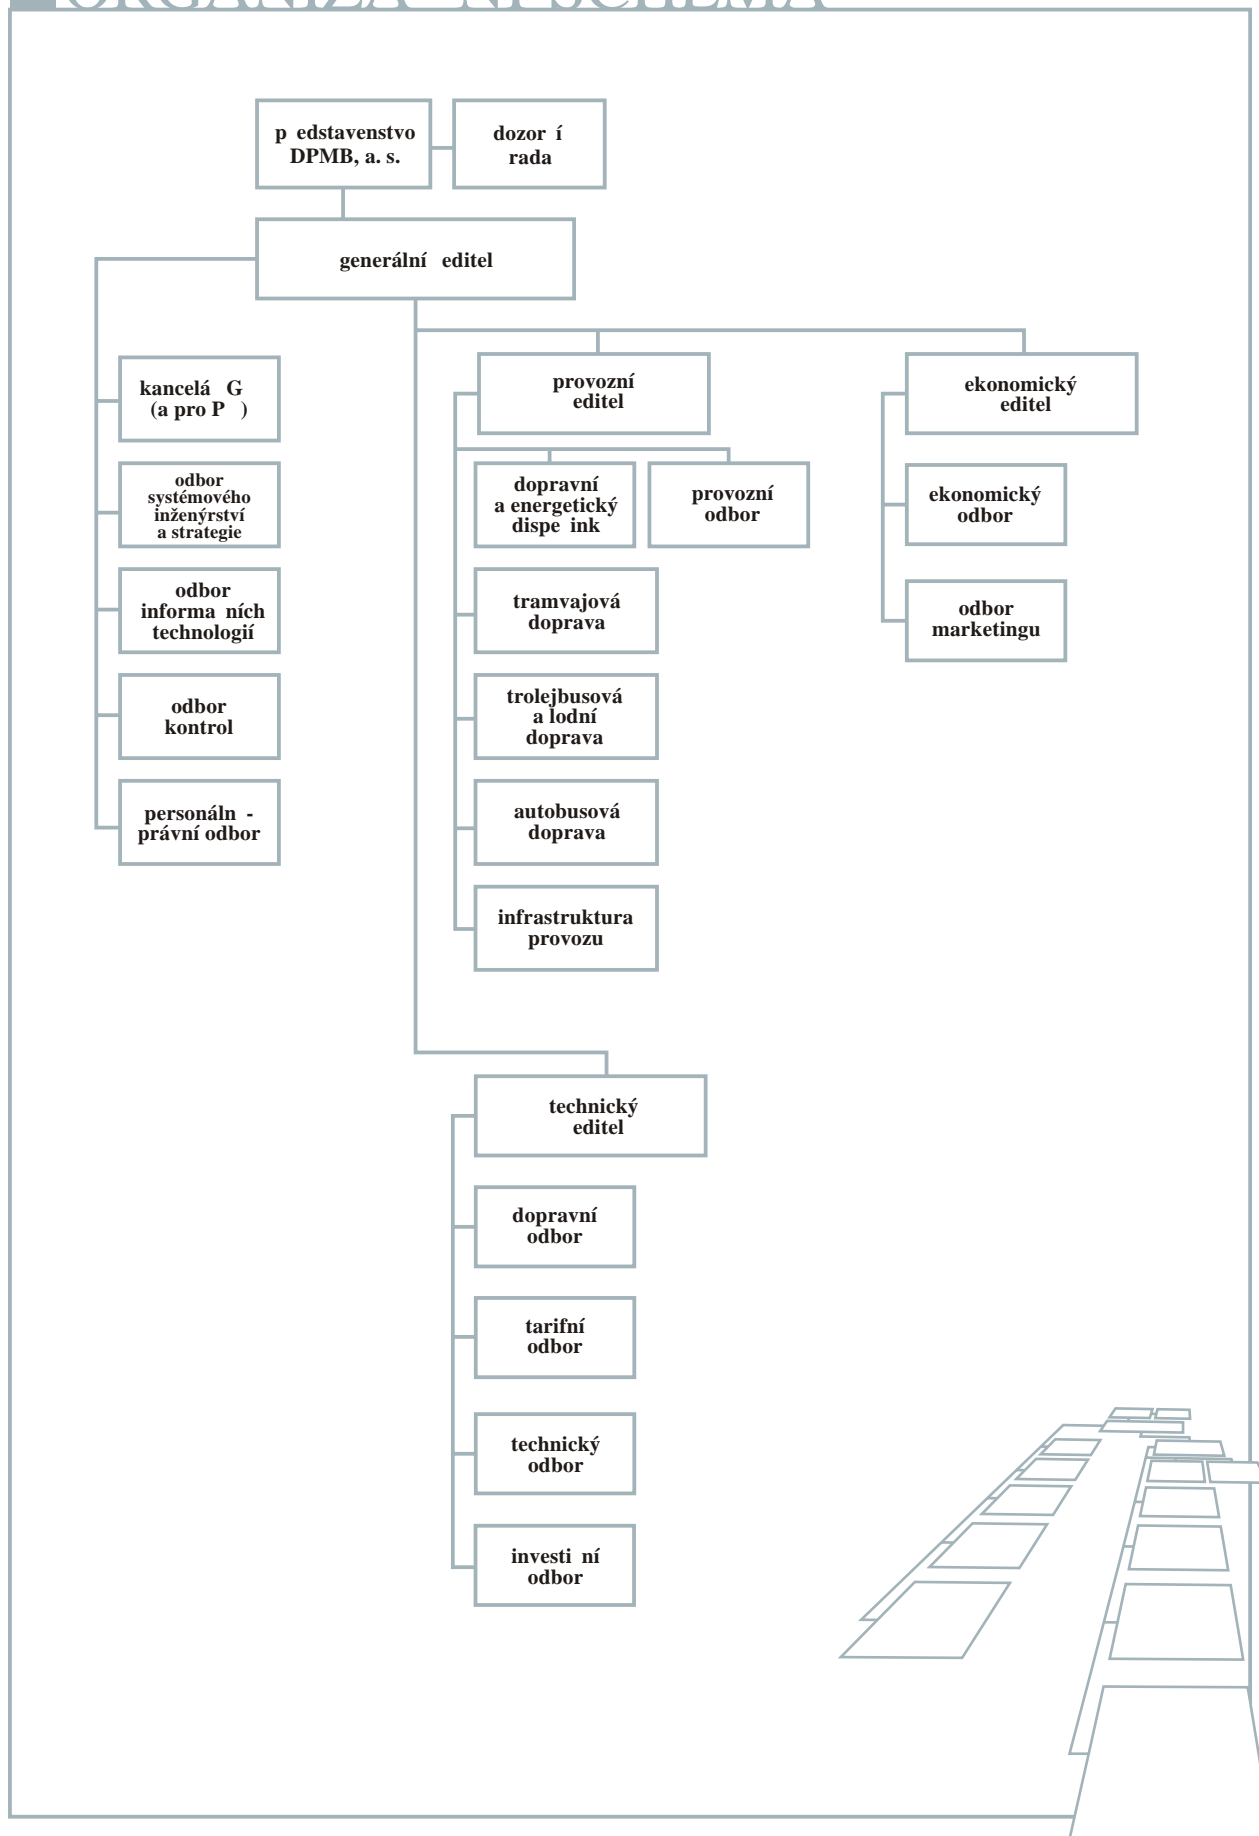 p edstavenstvo
DPMB, a. s.
dozor í
rada
generální editel
kancelá G
(a pro P )
odbor
systémového
inženýrství
a strategie
odbor
informa ních
technologií
odbor
kontrol
personáln -
právní odbor
provozní
editel
dopravní
a energetický
dispe ink
provozní
odbor
tramvajová
doprava
trolejbusová
a lodní
doprava
autobusová
doprava
infrastruktura
provozu
ekonomický
editel
ekonomický
odbor
odbor
marketingu
technický
editel
dopravní
odbor
tarifní
odbor
technický
odbor
investi ní
odbor